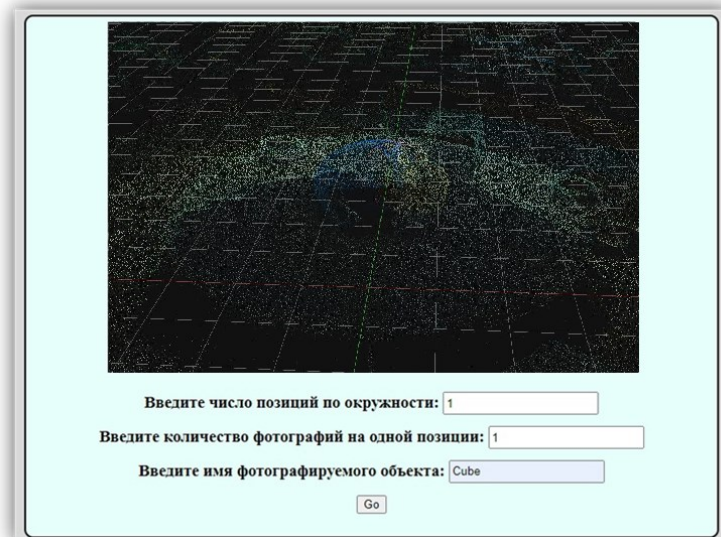 Введите число позиций по окружности: 1
Введите количество фотографий на одной позиции: 1
Введите имя фотографируемого объекта: Cube
Go